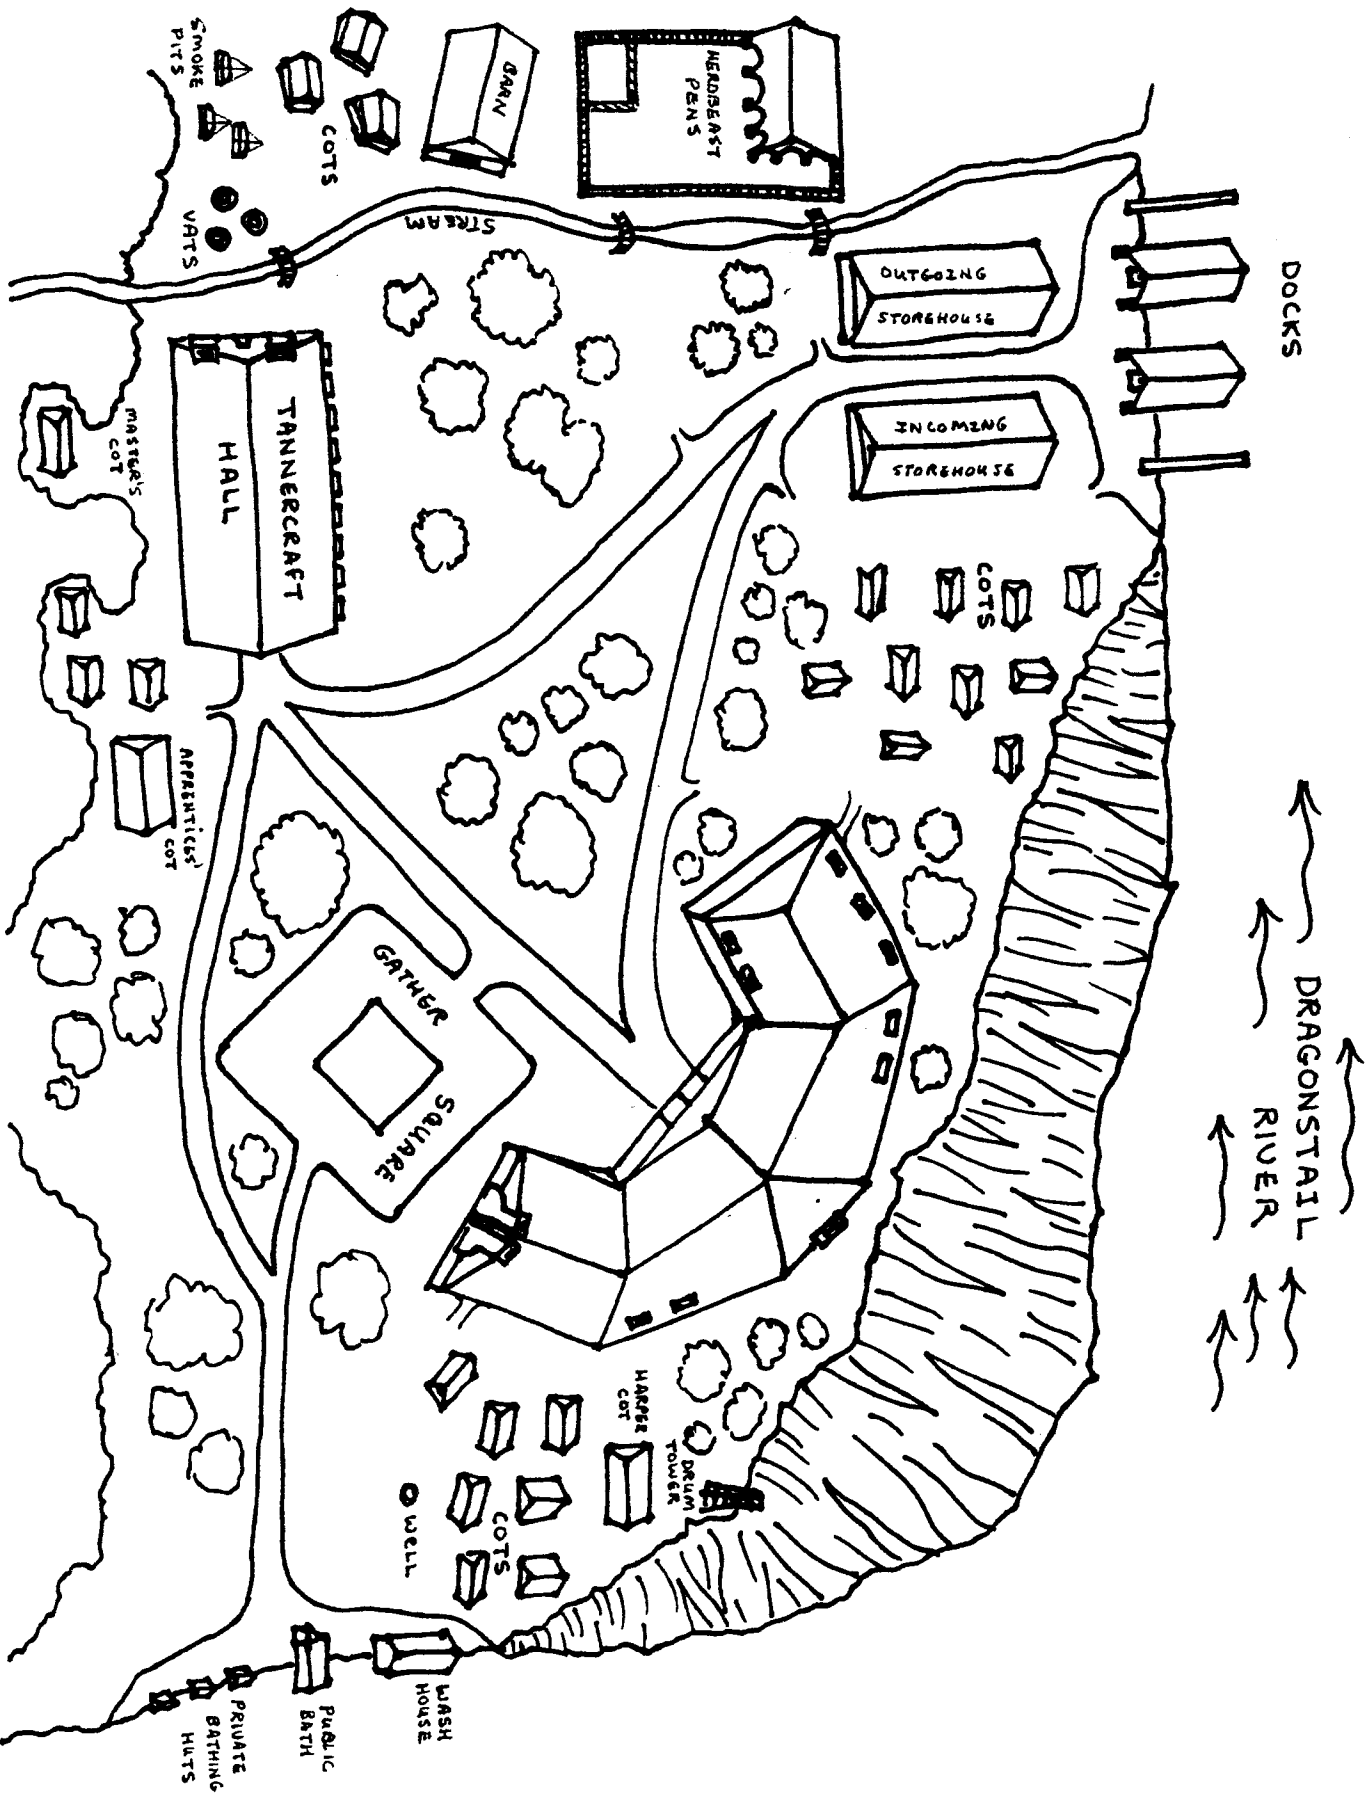 DOCKS
DRAGONSTAIL
RIVER
OUTGOING
STOREHOUSE
INCOMING
STOREHOUSE
COTS
HERDBEAST
PENS
DRUM
TOWER
HARPER
COT
BARN
COTS
STREAM
GATHER
SQUARE
WELL
WASH
HOUSE
COTS
TANNERCRAFT
HALL
PUBLIC
BATH
PRIVATE
BATHING
HUTS
SMOKE
PITS
VATS
MASTER'S
COT
APPRENTICES'
COT